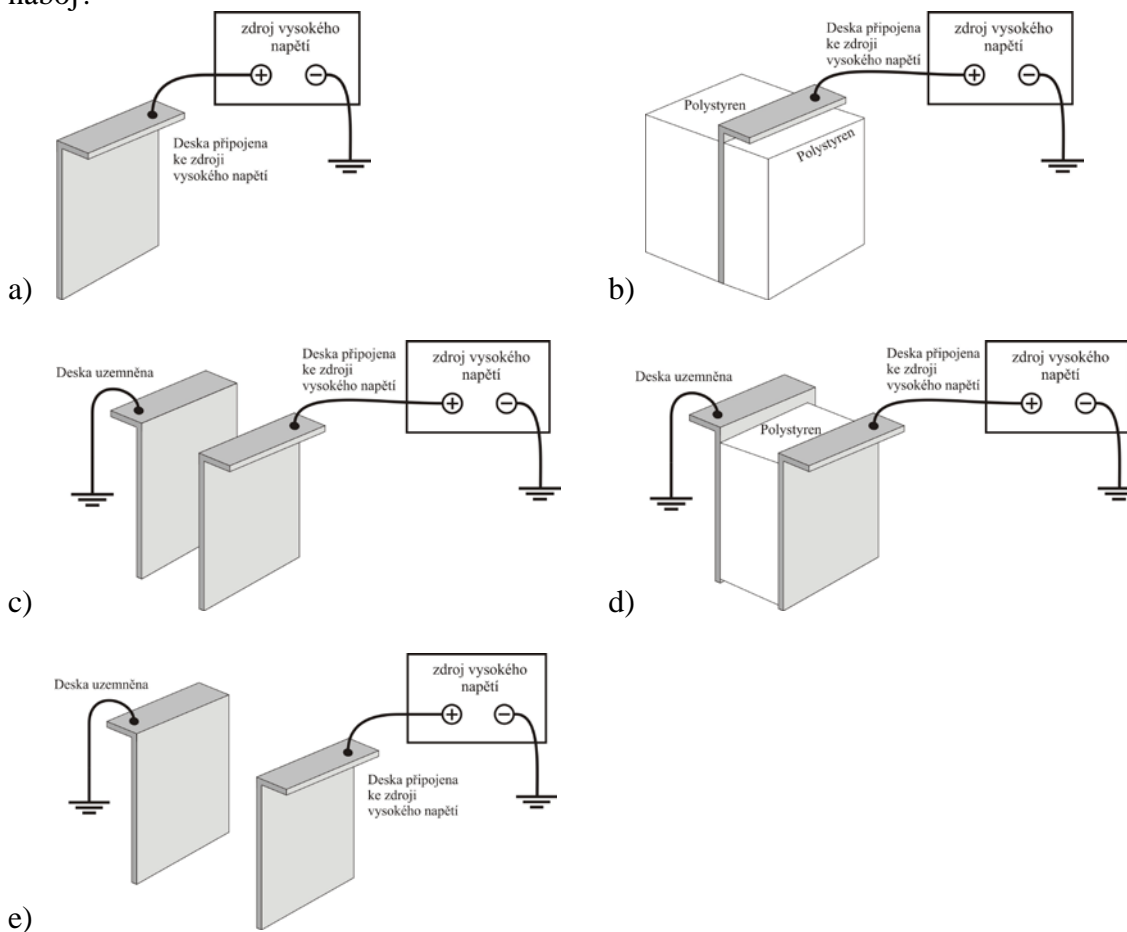 náboj?
zdroj vysokého
napětí
+ −
Deska připojena
ke zdroji
vysokého napětí
a)
Deska připojena
ke zdroji
vysokého napětí
zdroj vysokého
napětí
+ −
Polystyren
Polystyren
b)
Deska uzemněna
Deska připojena
ke zdroji
vysokého napětí
zdroj vysokého
napětí
+ −
c)
Deska uzemněna
Deska připojena
ke zdroji
vysokého napětí
zdroj vysokého
napětí
+ −
Polystyren
d)
Deska uzemněna
zdroj vysokého
napětí
+ −
Deska připojena
ke zdroji
vysokého napětí
e)